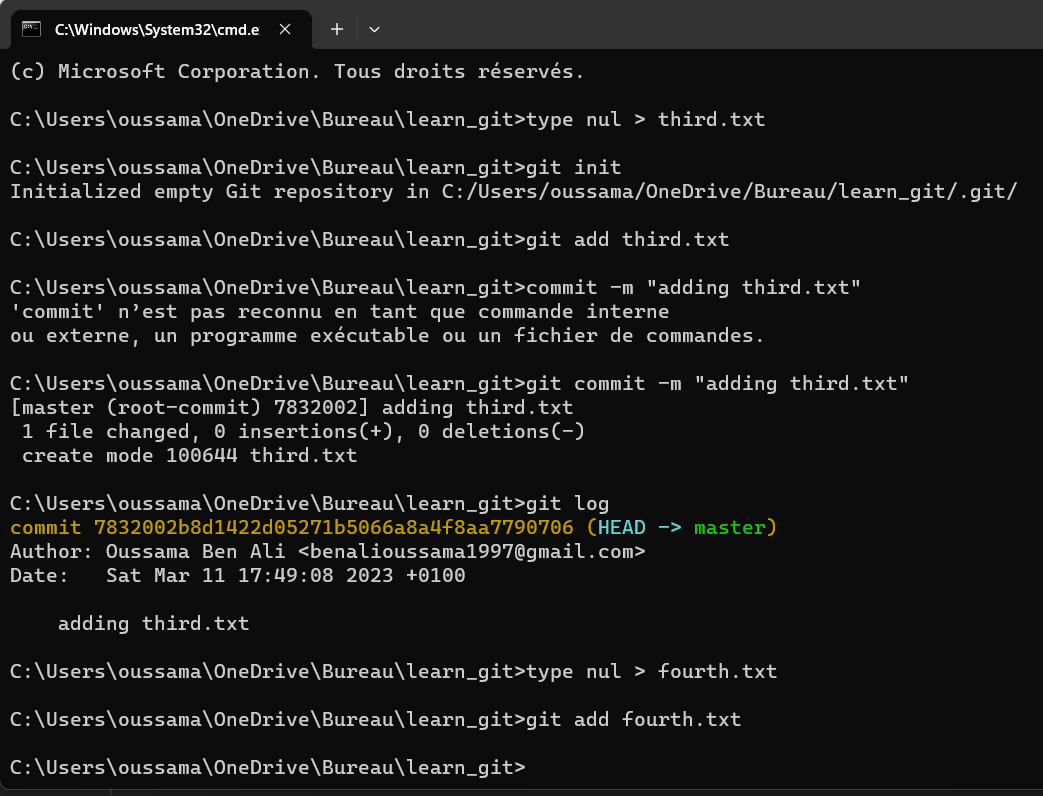 C:\Windows\System32\cmd.e
(c) Microsoft Corporation. Tous droits réservés.
C:\Users\oussama\OneDrive\Bureau\learn_git>type nul > third.txt
C:\Users\oussama\OneDrive\Bureau\learn_git>git init
Initialized empty Git repository in C:/Users/oussama/OneDrive/Bureau/learn_git/.git/
C:\Users\oussama\OneDrive\Bureau\learn_git>git add third.txt
C:\Users\oussama\OneDrive\Bureau\learn_git>commit -m "adding third.txt"
'commit' n’est pas reconnu en tant que commande interne
ou externe, un programme exécutable ou un fichier de commandes.
C:\Users\oussama\OneDrive\Bureau\learn_git>git commit -m "adding third.txt"
[master (root-commit) 7832002] adding third.txt
1 file changed, 0 insertions(+), 0 deletions(-)
create mode 100644 third.txt
C:\Users\oussama\OneDrive\Bureau\learn_git>git log
commit 7832002b8d1422d05271b5066a8a4f8aa7790706 (HEAD -> master)
Author: Oussama Ben Ali <benalioussama1997@gmail.com>
Date:   Sat Mar 11 17:49:08 2023 +0100
adding third.txt
C:\Users\oussama\OneDrive\Bureau\learn_git>type nul > fourth.txt
C:\Users\oussama\OneDrive\Bureau\learn_git>git add fourth.txt
C:\Users\oussama\OneDrive\Bureau\learn_git>